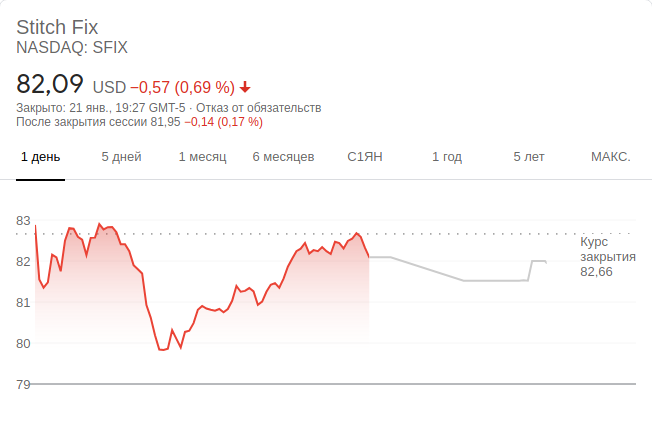 Stitch Fix
NASDAQ: SFIX
82,09 USD −0,57 (0,69 %)
Закрыто: 21 янв., 19:27 GMT-5 · Отказ от обязательств
После закрытия сессии 81,95 −0,14 (0,17 %)
1 день 5 дней 1 месяц 6 месяцев С1ЯН 1 год 5 лет МАКС.
83
82
81
80
79
Курс
закрытия
82,66